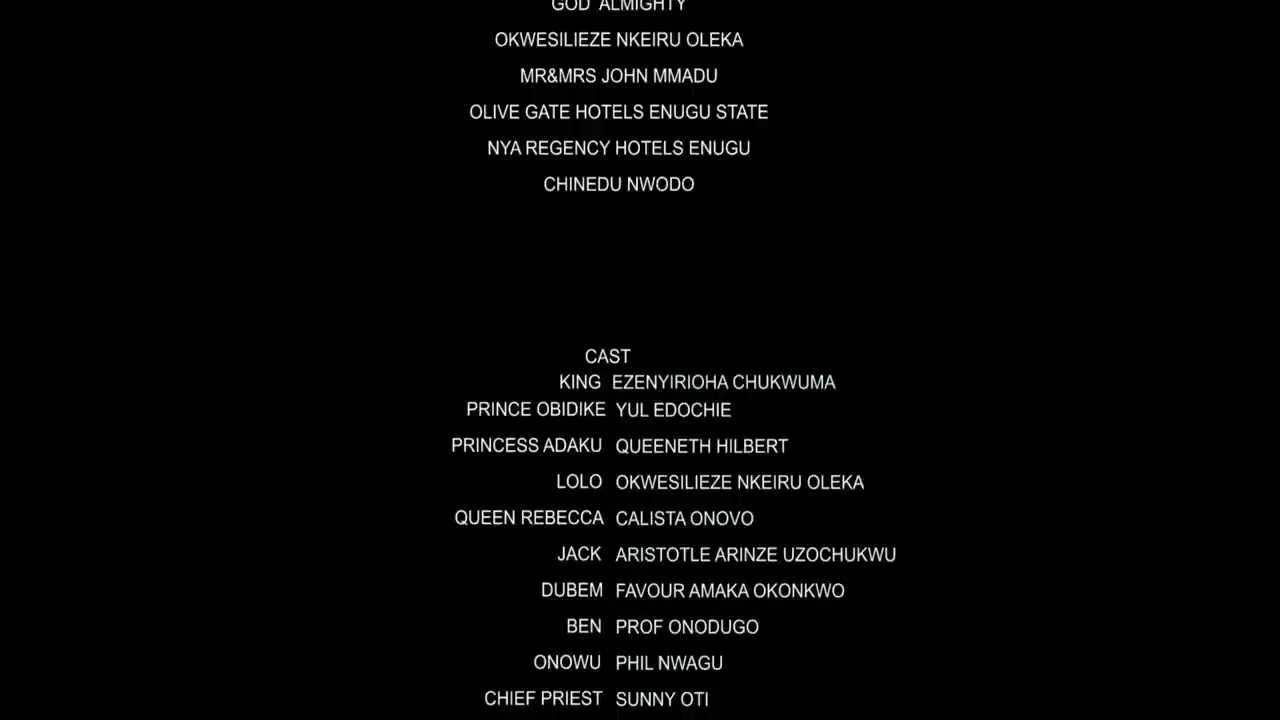 GOD ALMIGHTY
OKWESILIEZE NKEIRU OLEKA
MR&MRS JOHN MMADU
OLIVE GATE HOTELS ENUGU STATE
NYA REGENCY HOTELS ENUGU
CHINEDU NWODO
CAST
KING EZENYIRIOHA CHUKWUMA
PRINCE OBIDIKE YUL EDOCHIE
PRINCESS ADAKU QUEENETH HILBERT
LOLO OKWESILIEZE NKEIRU OLEKA
QUEEN REBECCA CALISTA ONOVO
JACK ARISTOTLE ARINZE UZOCHUKWU
DUBEM FAVOUR AMAKA OKONKWO
BEN PROF ONODUGO
ONOWU PHIL NWAGU
CHIEF PRIEST SUNNY OTI